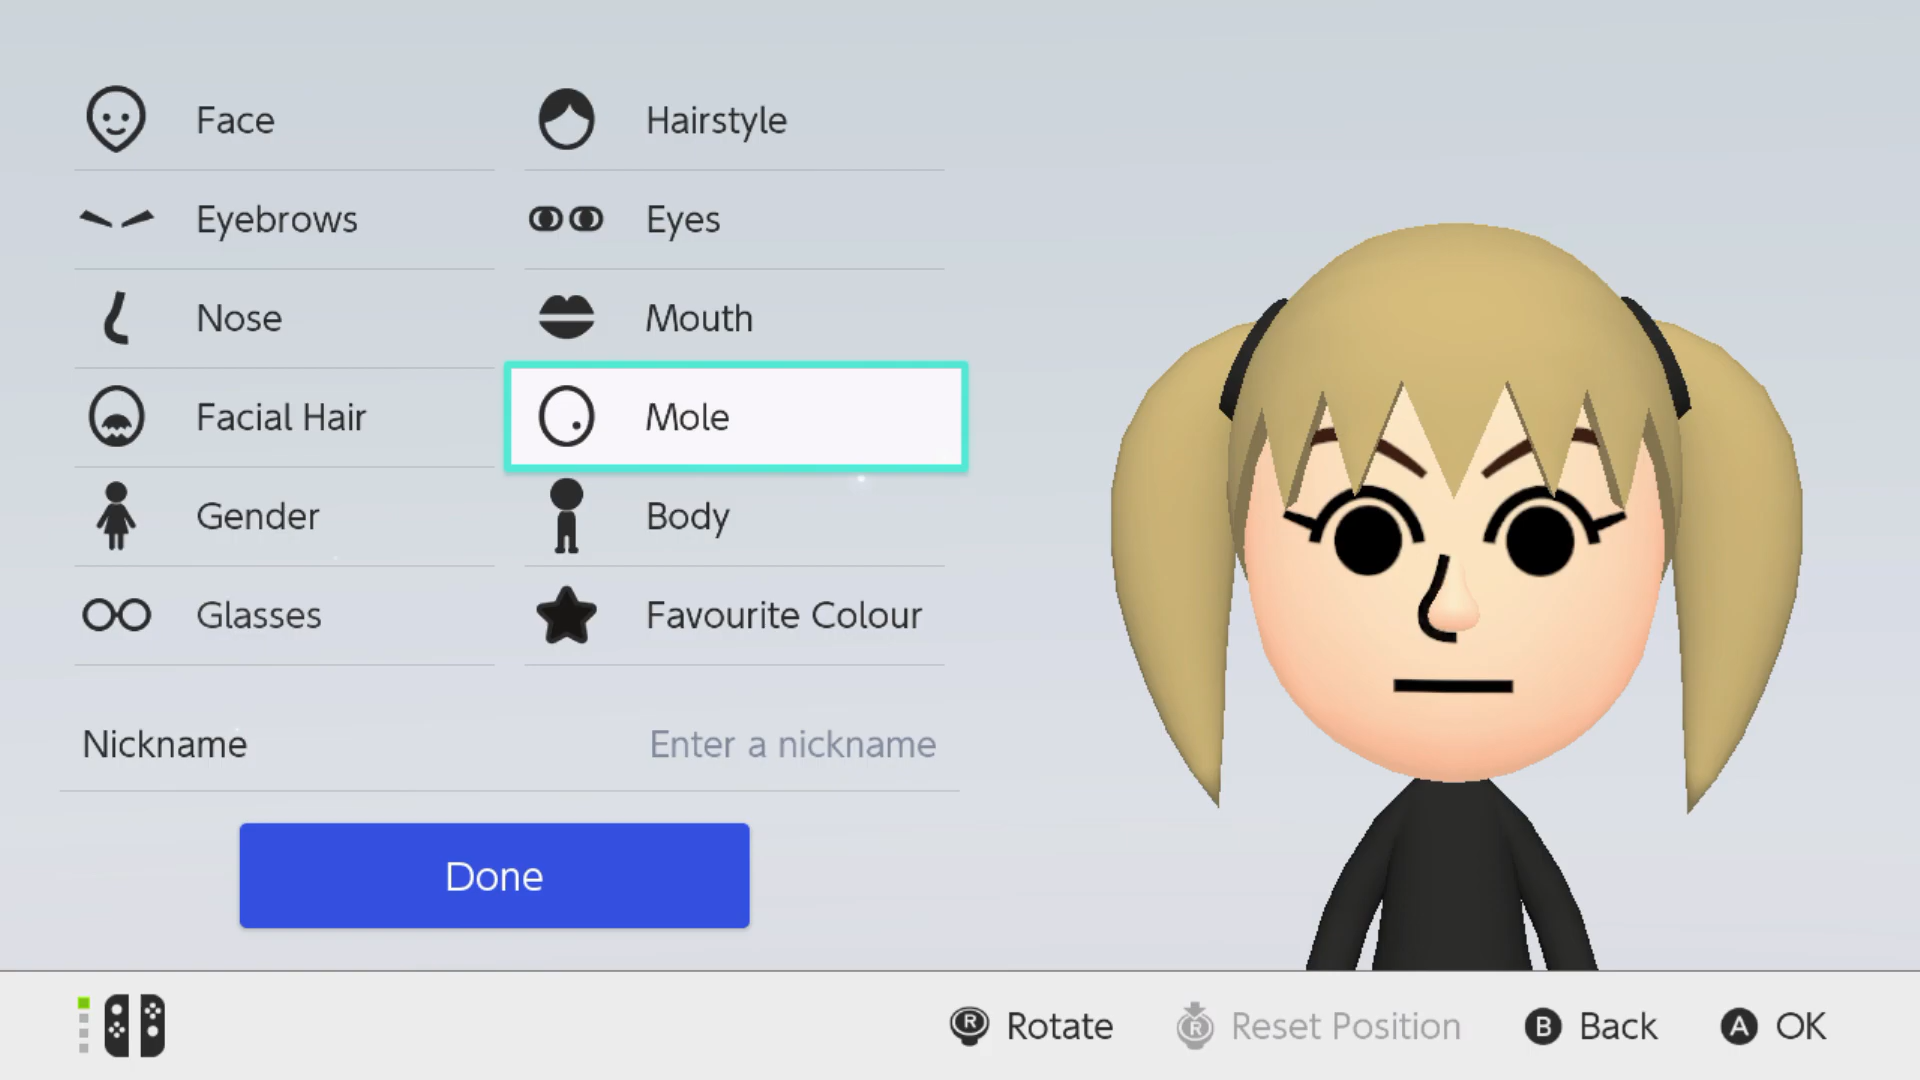 Face
Hairstyle
Eyebrows
Eyes
Nose
Mouth
Facial Hair
Mole
Gender
Body
Glasses
Favourite Colour
Nickname
Enter a nickname
Done
R Rotate
R Reset Position
B Back
A OK